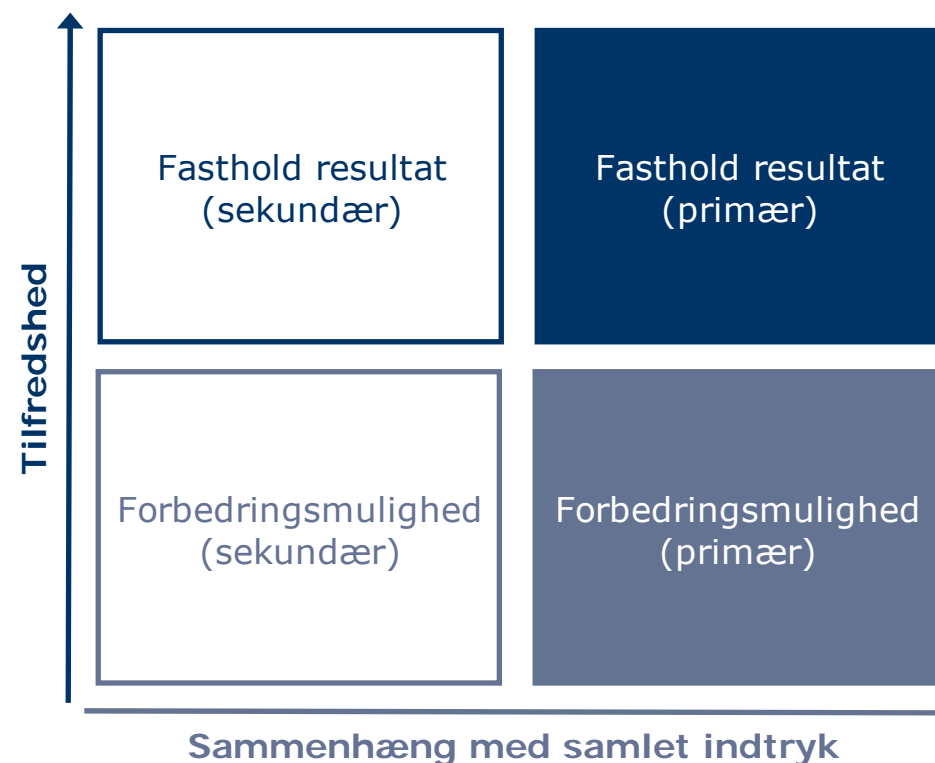 Tilfredshed
Fasthold resultat
(sekundær)
Fasthold resultat
(primær)
Forbedringsmulighed
(sekundær)
Forbedringsmulighed
(primær)
Sammenhæng med samlet indtryk